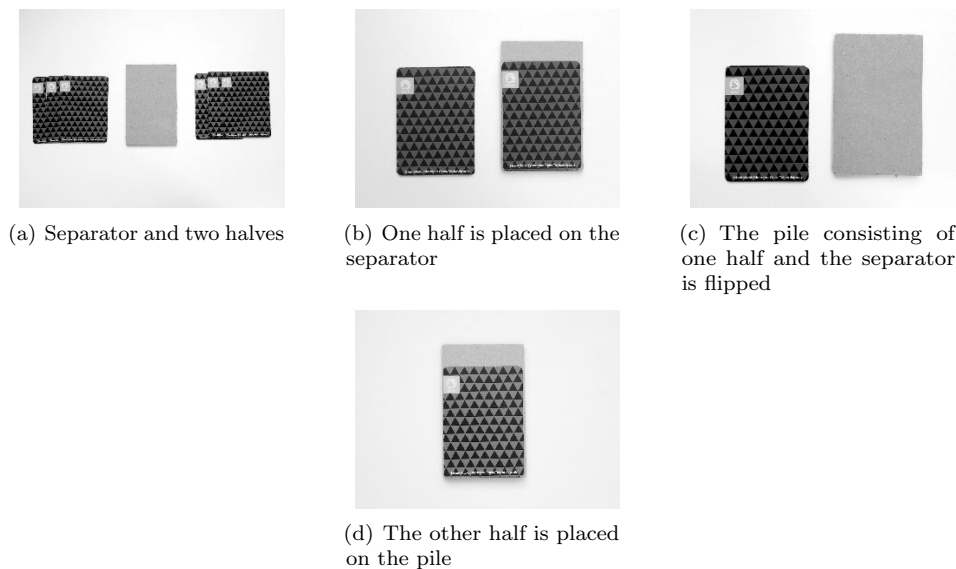 (a) Separator and two halves
(b) One half is placed on the
separator
(c) The pile consisting of
one half and the separator
is flipped
(d) The other half is placed
on the pile